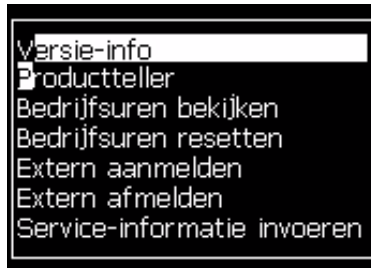 Versie-info
Productteller
Bedrijfsuren bekijken
Bedrijfsuren resetten
Extern aanmelden
Extern afmelden
Service-informatie invoeren